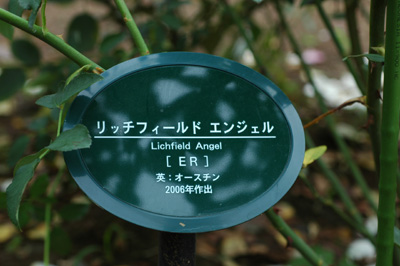 リッチフィールド エンジェル
Lichfield Angel
[ ER ]
英：オースチン
2006年作出